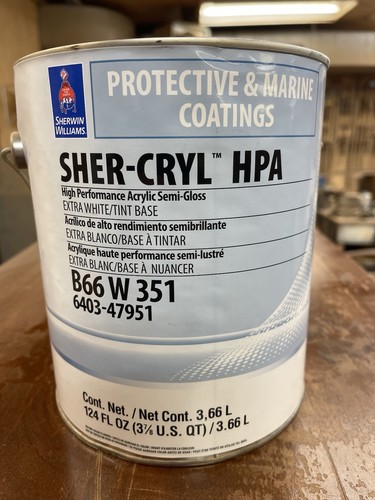 PROTECTIVE & MARINE
COATINGS
SHERWIN
WILLIAMS.
SHER-CRYL™ HPA
High Performance Acrylic Semi-Gloss
EXTRA WHITE/TINT BASE
Acrílico de alto rendimiento semibrillante
EXTRA BLANCO/BASE À TINTAR
Acrylique haute performance semi-lustré
EXTRA BLANC/BASE À NUANCER
B66 W 351
6403-47951
Cont. Net. / Net Cont. 3,66 L
124 FL OZ (3⅞ U.S. QT) / 3.66 L